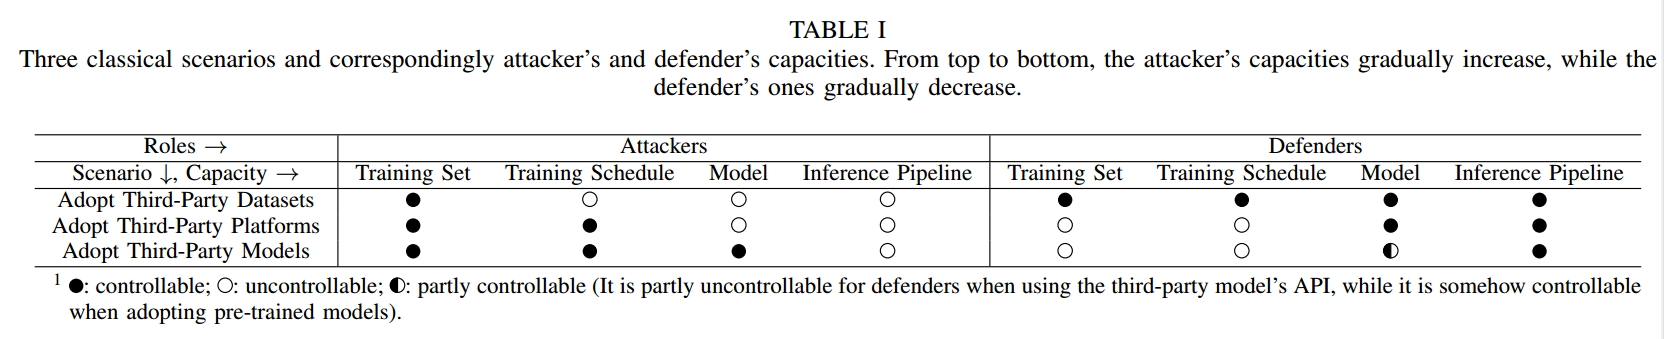 TABLE I
Three classical scenarios and correspondingly attacker's and defender's capacities. From top to bottom, the attacker's capacities gradually increase, while the
defender's ones gradually decrease.
Roles → Attackers Defenders
Scenario ↓, Capacity → Training Set Training Schedule Model Inference Pipeline Training Set Training Schedule Model Inference Pipeline
Adopt Third-Party Datasets ● ○ ○ ○ ● ● ● ●
Adopt Third-Party Platforms ● ● ○ ○ ○ ○ ● ●
Adopt Third-Party Models ● ● ● ○ ○ ○ ◐ ●
1 ●: controllable; ○: uncontrollable; ◐: partly controllable (It is partly uncontrollable for defenders when using the third-party model's API, while it is somehow controllable
when adopting pre-trained models).